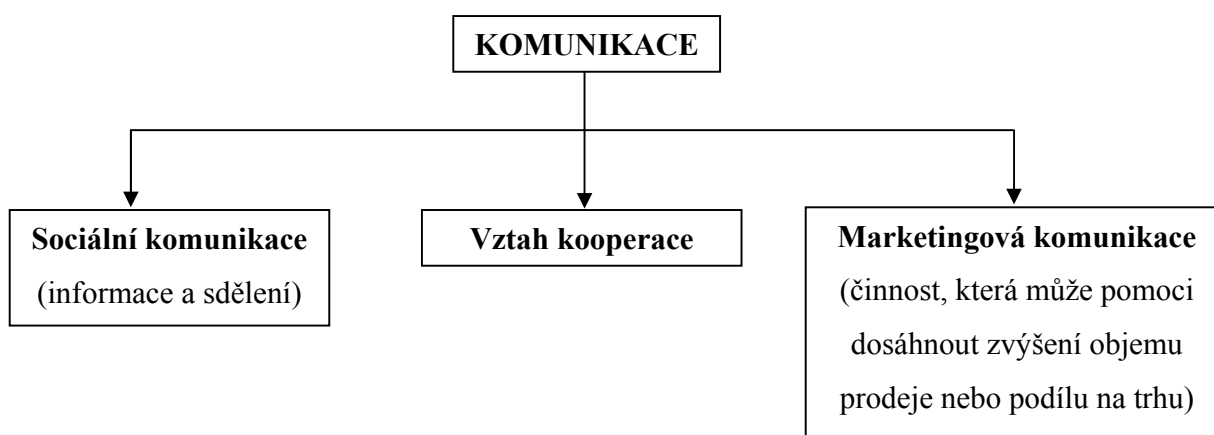 KOMUNIKACE
Sociální komunikace
(informace a sdělení)
Vztah kooperace
Marketingová komunikace
(činnost, která může pomoci
dosáhnout zvýšení objemu
prodeje nebo podílu na trhu)